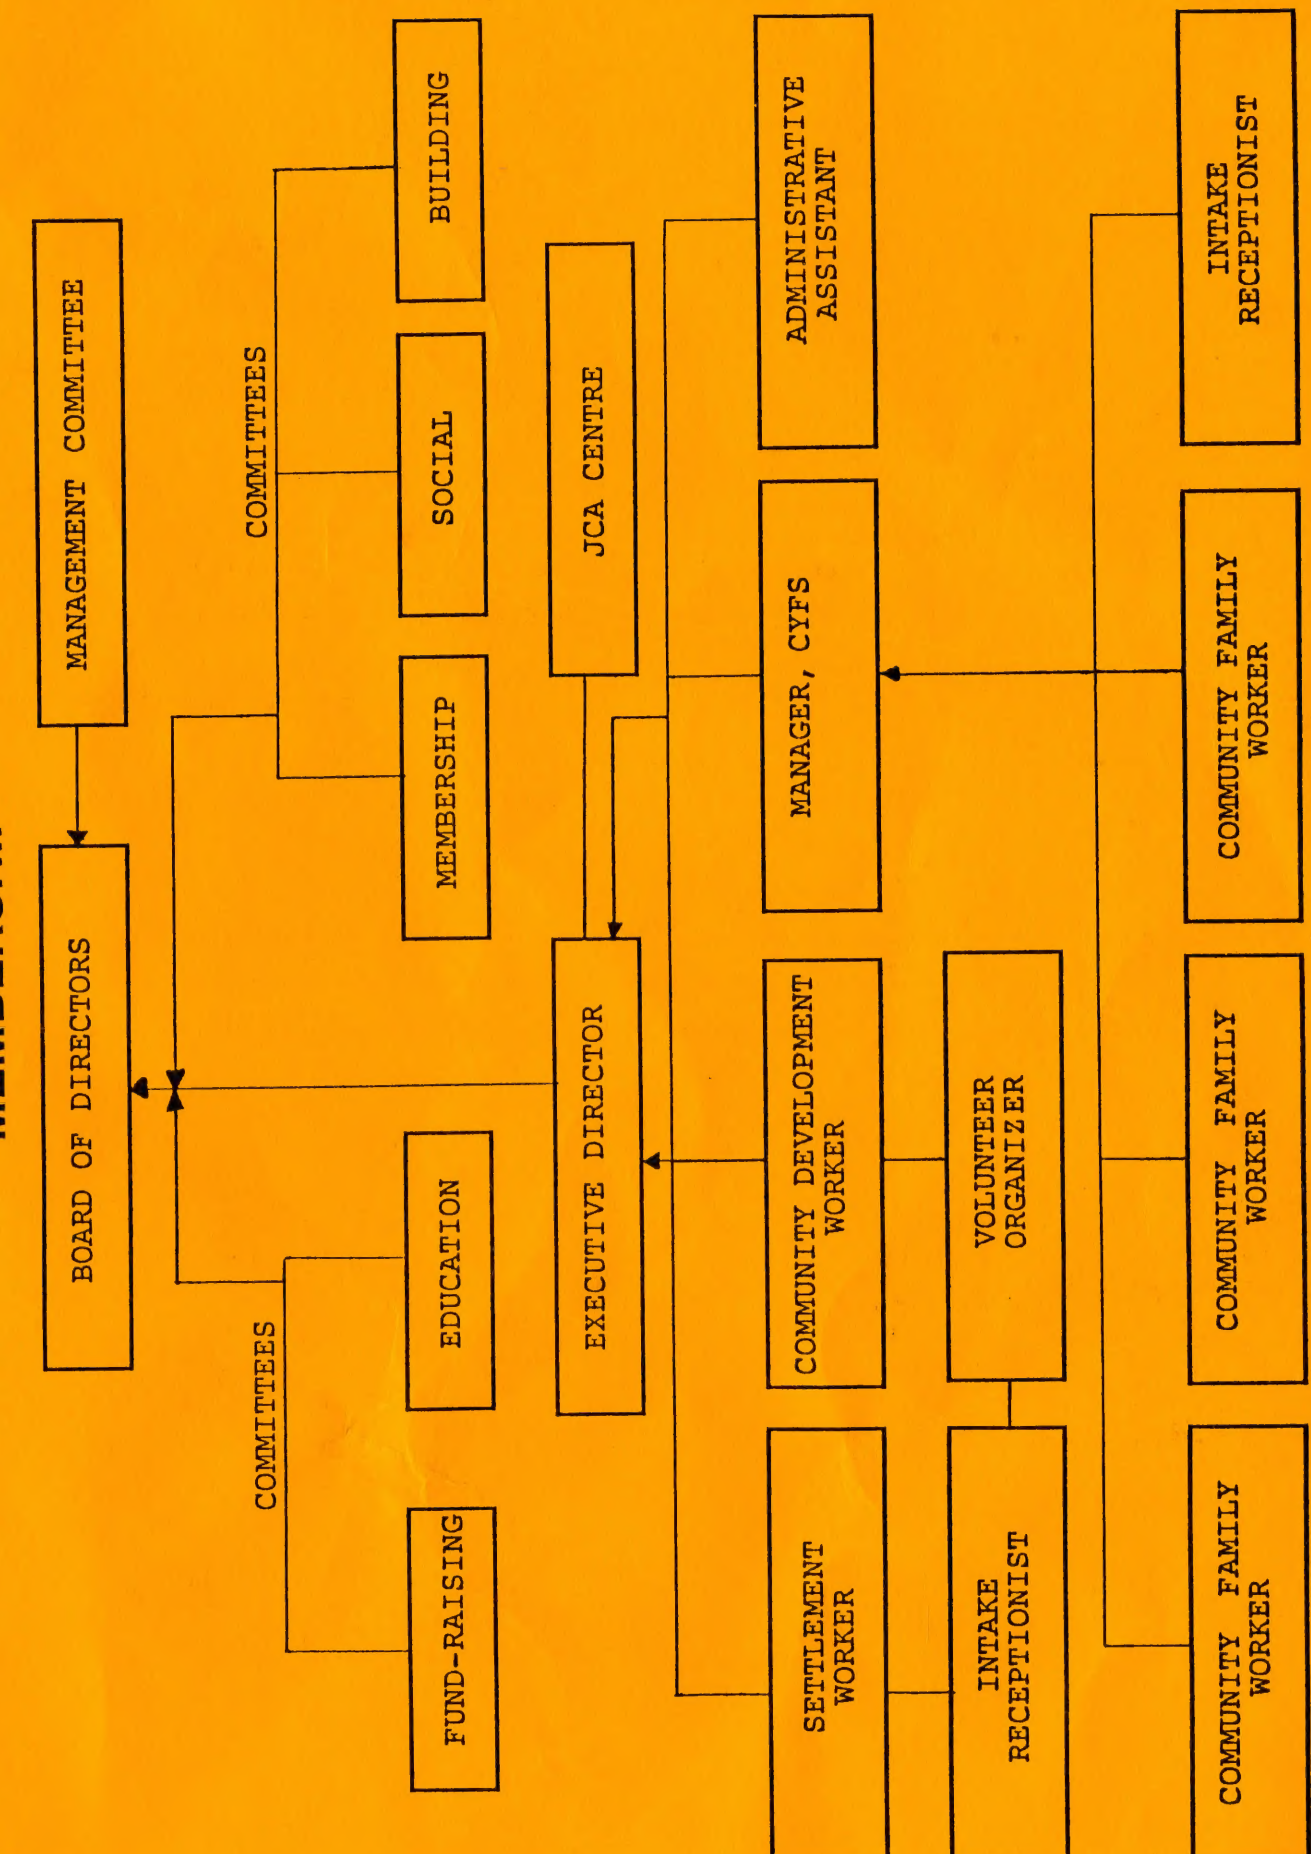 BOARD OF DIRECTORS
MANAGEMENT COMMITTEE
COMMITTEES
COMMITTEES
FUND-RAISING
EDUCATION
MEMBERSHIP
SOCIAL
BUILDING
EXECUTIVE DIRECTOR
JCA CENTRE
SETTLEMENT
WORKER
COMMUNITY DEVELOPMENT
WORKER
MANAGER, CYFS
ADMINISTRATIVE
ASSISTANT
INTAKE
RECEPTIONIST
VOLUNTEER
ORGANIZER
COMMUNITY FAMILY
WORKER
COMMUNITY FAMILY
WORKER
COMMUNITY FAMILY
WORKER
INTAKE
RECEPTIONIST